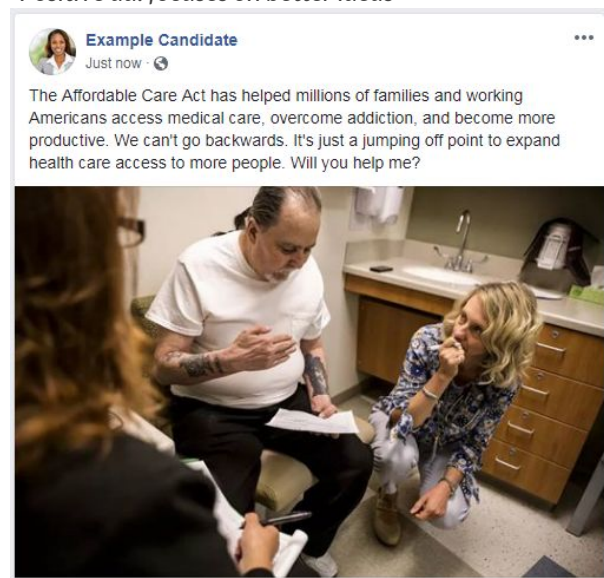 Example Candidate
Just now ·
The Affordable Care Act has helped millions of families and working
Americans access medical care, overcome addiction, and become more
productive. We can't go backwards. It's just a jumping off point to expand
health care access to more people. Will you help me?